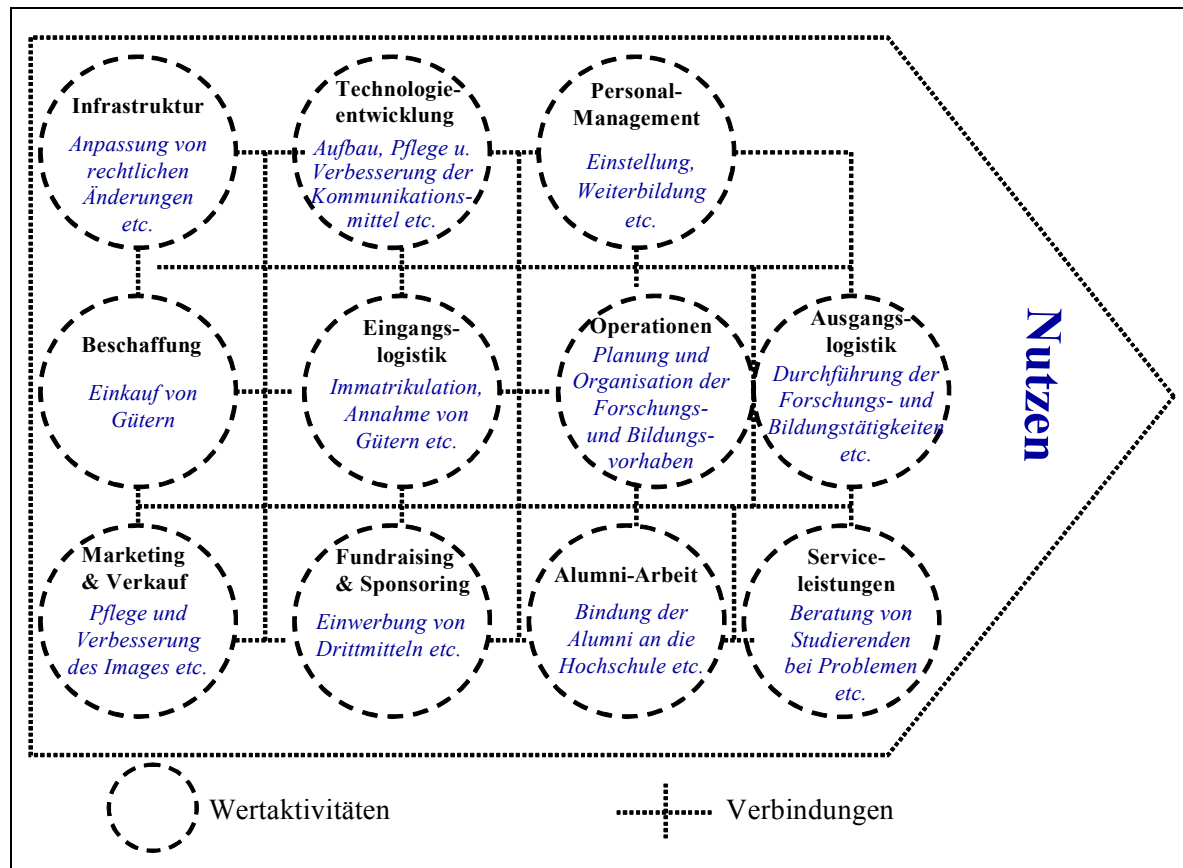 Infrastruktur
Anpassung von
rechtlichen
Änderungen
etc.
Technologie-
entwicklung
Aufbau, Pflege u.
Verbesserung der
Kommunikations-
mittel etc.
Personal-
Management
Einstellung,
Weiterbildung
etc.
Beschaffung
Einkauf von
Gütern
Eingangs-
logistik
Immatrikulation,
Annahme von
Gütern etc.
Operationen
Planung und
Organisation der
Forschungs-
und Bildungs-
vorhaben
Ausgangs-
logistik
Durchführung der
Forschungs- und
Bildungstätigkeiten
etc.
Nutzen
Marketing
& Verkauf
Pflege und
Verbesserung
des Images etc.
Fundraising
& Sponsoring
Einwerbung von
Drittmitteln etc.
Alumni-Arbeit
Bindung der
Alumni an die
Hochschule etc.
Service-
leistungen
Beratung von
Studierenden
bei Problemen
etc.
Wertaktivitäten
Verbindungen